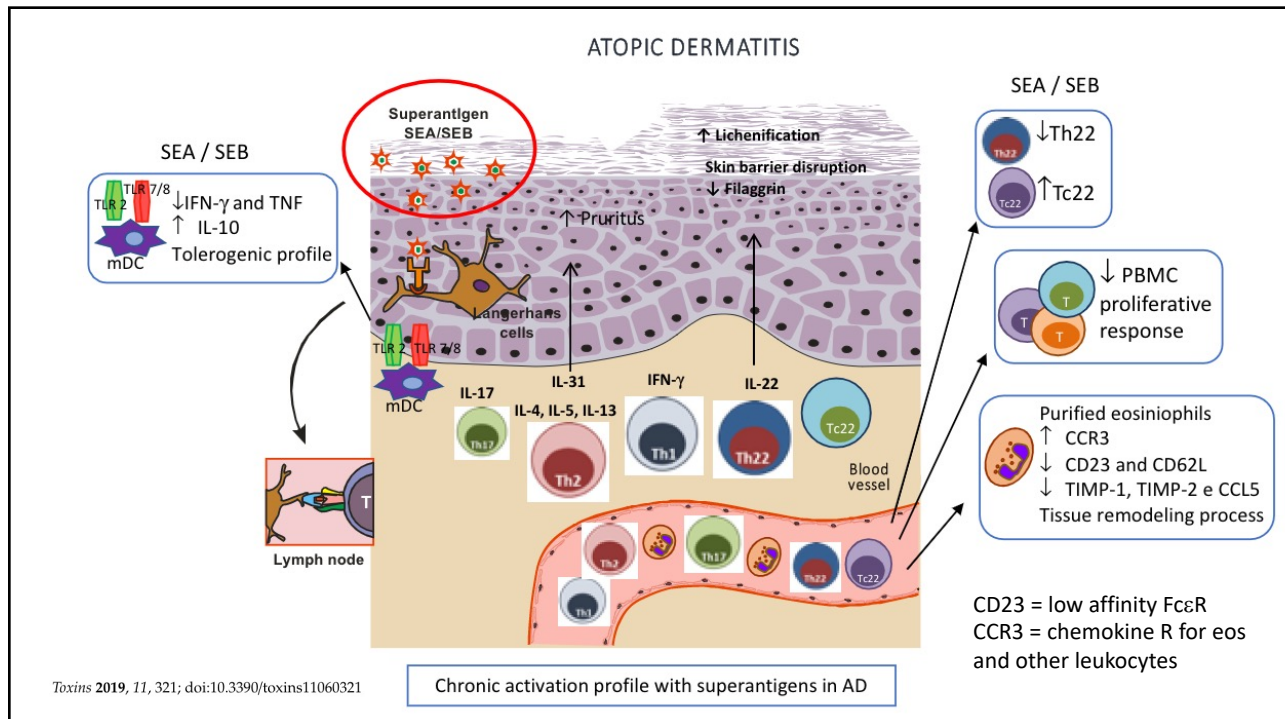 ATOPIC DERMATITIS
SEA / SEB
TLR 2
TLR 7/8
↓IFN-γ and TNF
↑ IL-10
Tolerogenic profile
mDC
SuperantIgen
SEA/SEB
↑ Lichenification
Skin barrier disruption
↓ Filaggrin
↑ Pruritus
Langerhans
cells
TLR 2
TLR 7/8
mDC
IL-17
Th17
IL-31
IL-4, IL-5, IL-13
Th2
IFN-γ
Th1
IL-22
Th22
Tc22
Blood
vessel
T
Lymph node
Th2
Th17
Th22
Tc22
Th1
SEA / SEB
Th22
↓Th22
Tc22
↑Tc22
T
T
T
↓ PBMC
proliferative
response
Purified eosiniophils
↑ CCR3
↓ CD23 and CD62L
↓ TIMP-1, TIMP-2 e CCL5
Tissue remodeling process
CD23 = low affinity FcεR
CCR3 = chemokine R for eos
and other leukocytes
Toxins 2019, 11, 321; doi:10.3390/toxins11060321
Chronic activation profile with superantigens in AD